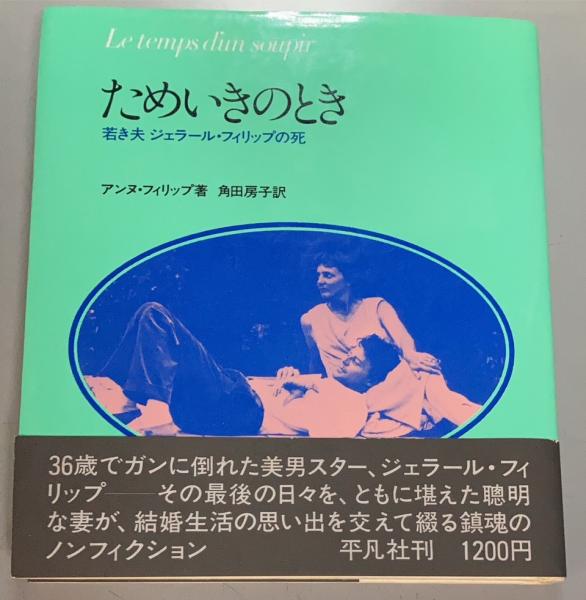 Le temps d'un soupir
ためいきのとき
若き夫 ジェラール・フィリップの死
アンヌ・フィリップ著 角田房子訳
36歳でガンに倒れた美男スター、ジェラール・フィ
リップ──その最後の日々を、ともに堪えた聰明
な妻が、結婚生活の思い出を交えて綴る鎮魂の
ノンフィクション 平凡社刊 1200円